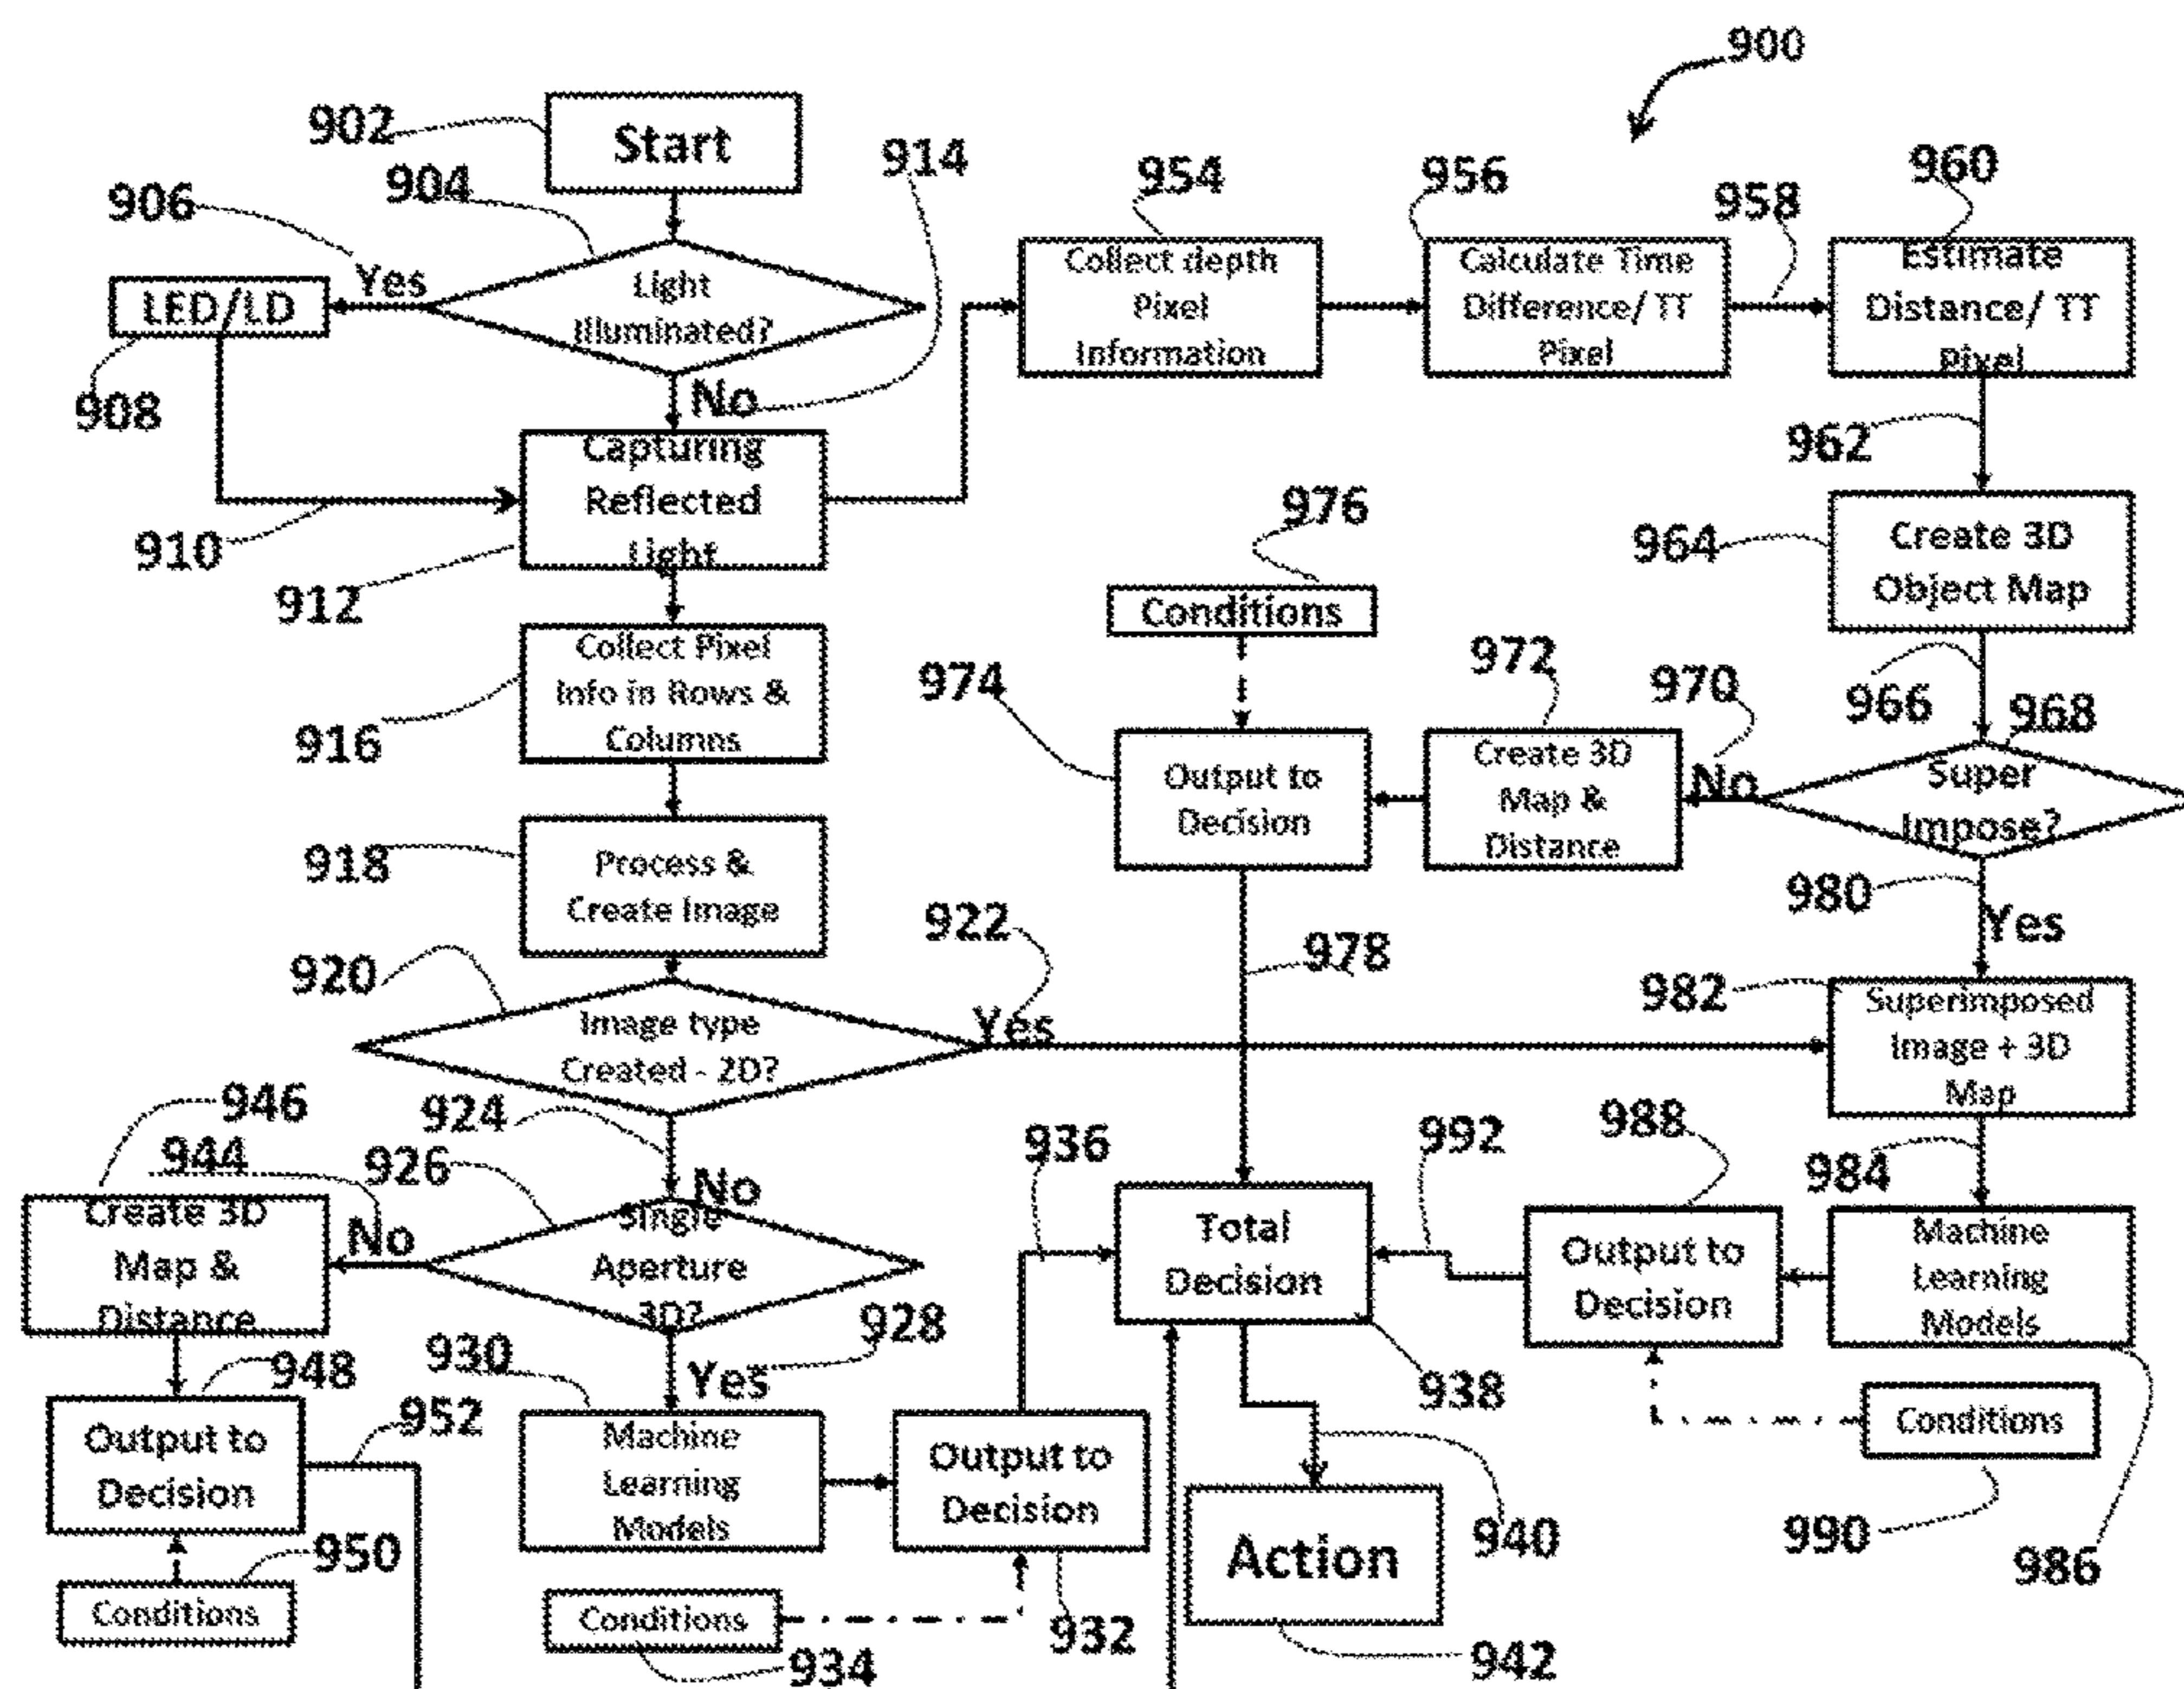 900
902
Start
914
904
906
954
956
958
960
Yes
LED/LD
Light
Illuminated?
Collect depth
Pixel
Information
Calculate Time
Difference/ TT
Pixel
Estimate
Distance/ TT
Pixel
908
No
962
Capturing
Reflected
Light
910
912
976
964
Create 3D
Object Map
Conditions
Collect Pixel
Info in Rows &
Columns
916
974
972
970
966
968
Output to
Decision
Create 3D
Map &
Distance
No
Super
Impose?
918
Process &
Create Image
980
Yes
922
978
920
Image type
Created - 2D?
Yes
982
Superimposed
Image + 3D
Map
946
924
944
926
936
992
988
984
No
Create 3D
Map &
Distance
No
Single
Aperture
3D?
Total
Decision
Output to
Decision
Machine
Learning
Models
928
930
Yes
948
952
938
Output to
Decision
Machine
Learning
Models
Output to
Decision
Conditions
Action
940
990
986
950
Conditions
Conditions
932
934
942